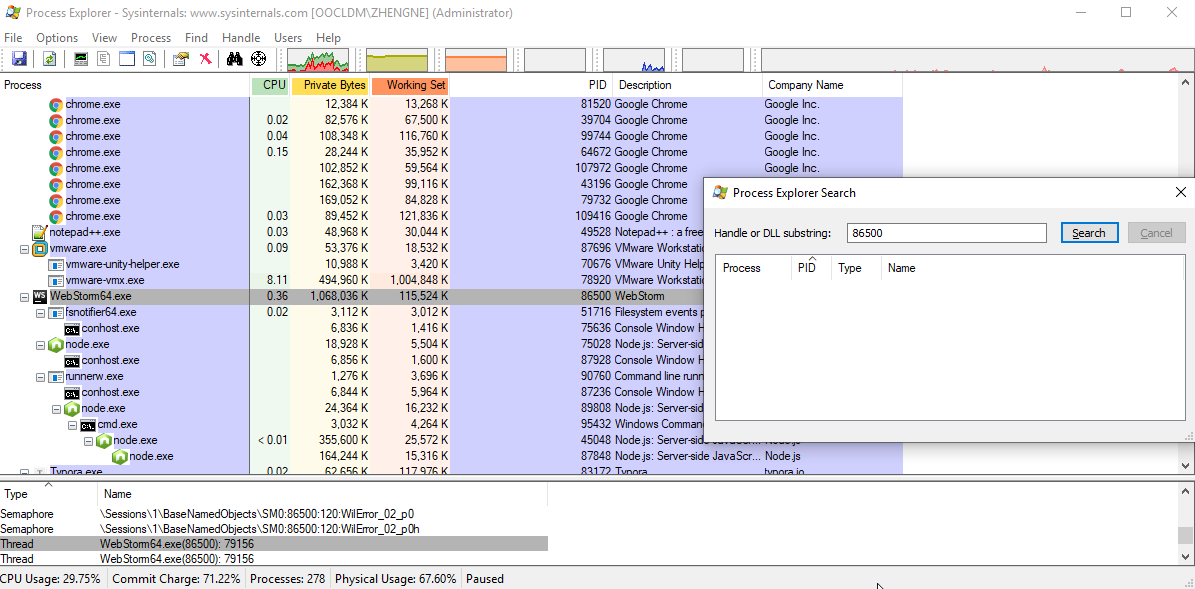 Process Explorer - Sysinternals: www.sysinternals.com [OOCLDM\ZHENGNE] (Administrator)
File Options View Process Find Handle Users Help
Process CPU Private Bytes Working Set PID Description Company Name
chrome.exe 12,384 K 13,268 K 81520 Google Chrome Google Inc.
chrome.exe 0.02 82,576 K 67,500 K 39704 Google Chrome Google Inc.
chrome.exe 0.04 108,348 K 116,760 K 99744 Google Chrome Google Inc.
chrome.exe 0.15 28,244 K 35,952 K 64672 Google Chrome Google Inc.
chrome.exe 102,852 K 59,564 K 107972 Google Chrome Google Inc.
chrome.exe 162,368 K 99,116 K 43196 Google Chrome
chrome.exe 169,052 K 84,828 K 79732 Google Chrome
chrome.exe 0.03 89,452 K 121,836 K 109416 Google Chrome
notepad++.exe 0.03 48,968 K 30,044 K 49528 Notepad++ : a free
vmware.exe 0.09 53,376 K 18,532 K 87696 VMware Workstati
vmware-unity-helper.exe 10,988 K 3,420 K 70676 VMware Unity Help
vmware-vmx.exe 8.11 494,960 K 1,004,848 K 78920 VMware Workstati
WS WebStorm64.exe 0.36 1,068,036 K 115,524 K 86500 WebStorm
fsnotifier64.exe 0.02 3,112 K 3,012 K 51716 Filesystem events p
conhost.exe 6,836 K 1,416 K 75636 Console Window H
node.exe 18,928 K 5,504 K 75028 Node.js: Server-sid
conhost.exe 6,856 K 1,600 K 87928 Console Window H
runnerw.exe 1,276 K 3,696 K 90760 Command line runn
conhost.exe 6,844 K 5,964 K 87236 Console Window H
node.exe 24,364 K 16,232 K 89808 Node.js: Server-sid
cmd.exe 3,032 K 4,264 K 95432 Windows Comman
node.exe < 0.01 355,600 K 25,572 K 45048 Node.js: Server-side JavaScr... Node.js
node.exe 164,244 K 15,316 K 87848 Node.js: Server-side JavaScr... Node.js
Typora.exe 0.02 62,656 K 117,976 K 83172 Typora typora.io
Process Explorer Search
Handle or DLL substring: 86500 Search Cancel
Process PID Type Name
Type Name
Semaphore \Sessions\1\BaseNamedObjects\SM0:86500:120:WilError_02_p0
Semaphore \Sessions\1\BaseNamedObjects\SM0:86500:120:WilError_02_p0h
Thread WebStorm64.exe(86500): 79156
Thread WebStorm64.exe(86500): 79156
CPU Usage: 29.75% Commit Charge: 71.22% Processes: 278 Physical Usage: 67.60% Paused